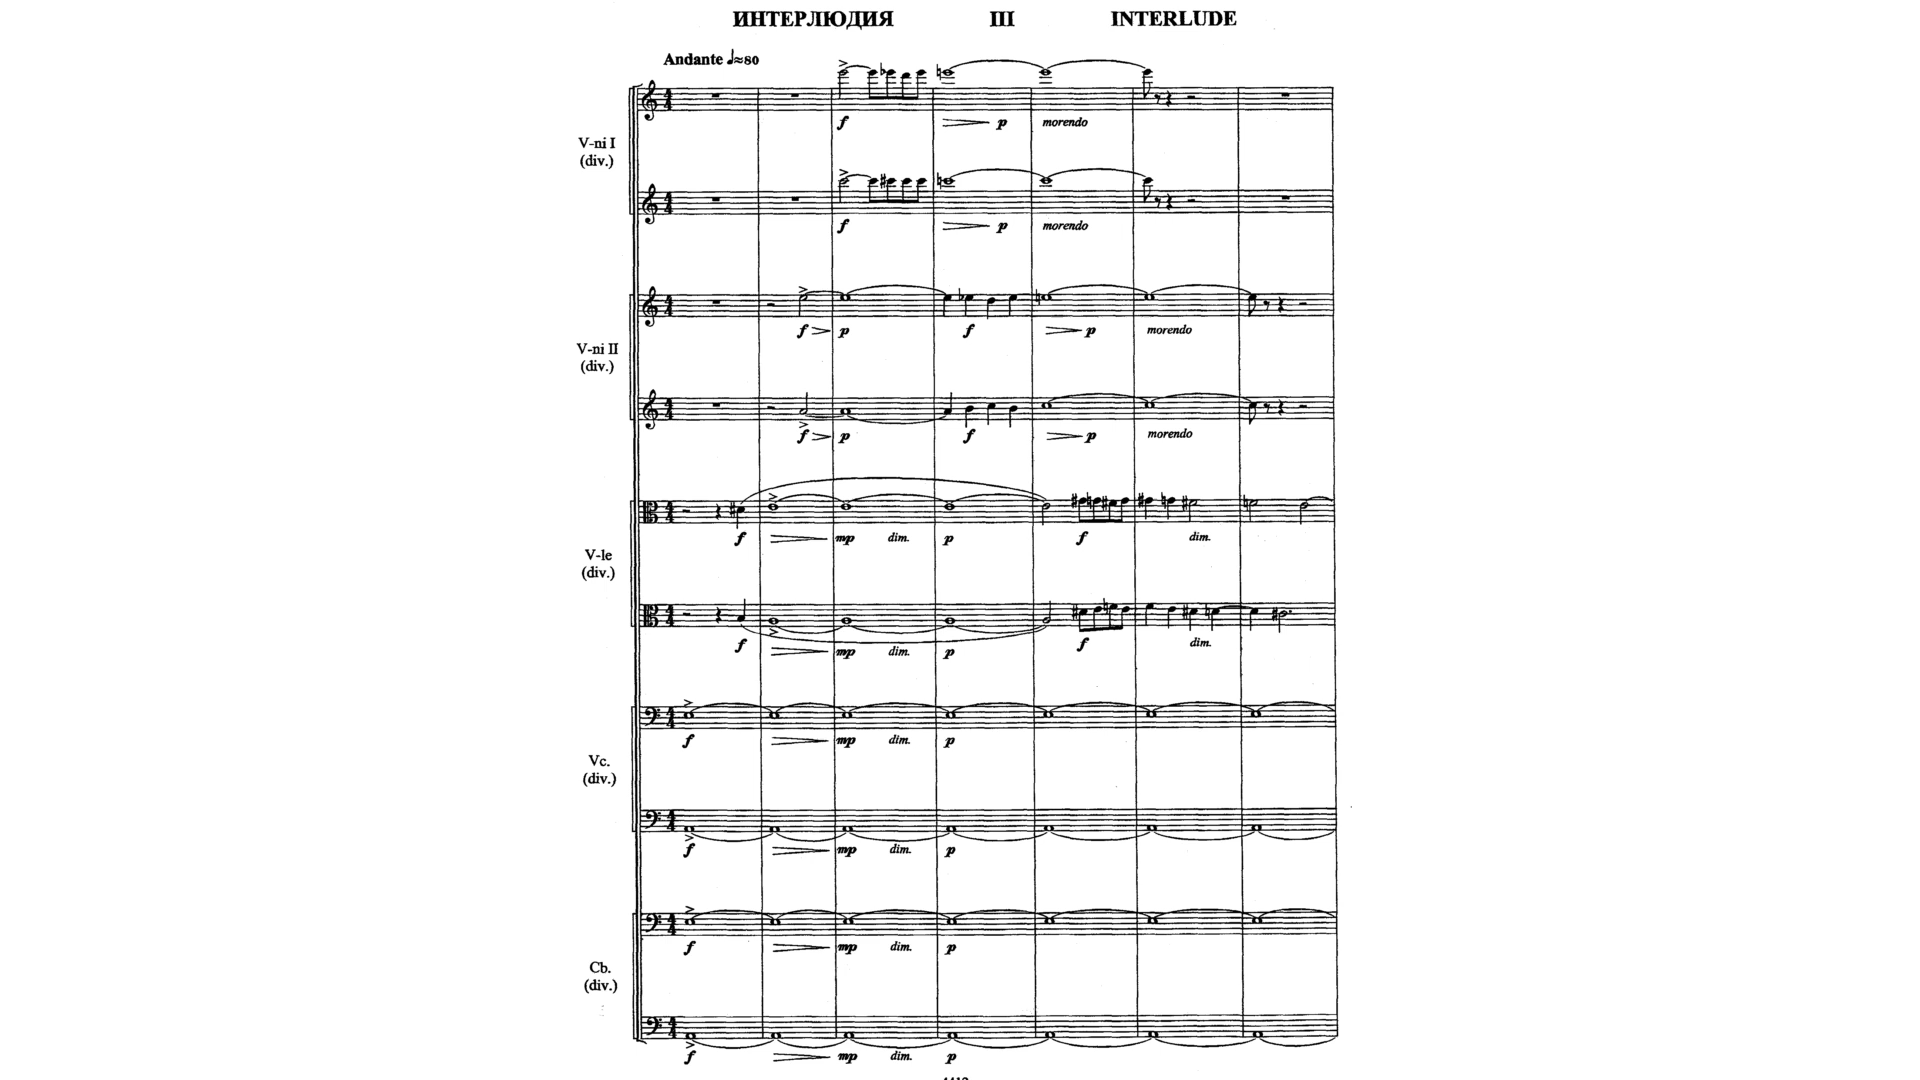 ИНТЕРЛЮДИЯ III INTERLUDE
Andante ♩≈80
f p morendo
V-ni I
(div.)
f p morendo
f p f p morendo
V-ni II
(div.)
f p f p morendo
f mp dim. p f dim.
V-le
(div.)
f mp dim. p f dim.
f mp dim. p
Vc.
(div.)
f mp dim. p
f mp dim. p
Cb.
(div.)
f mp dim. p